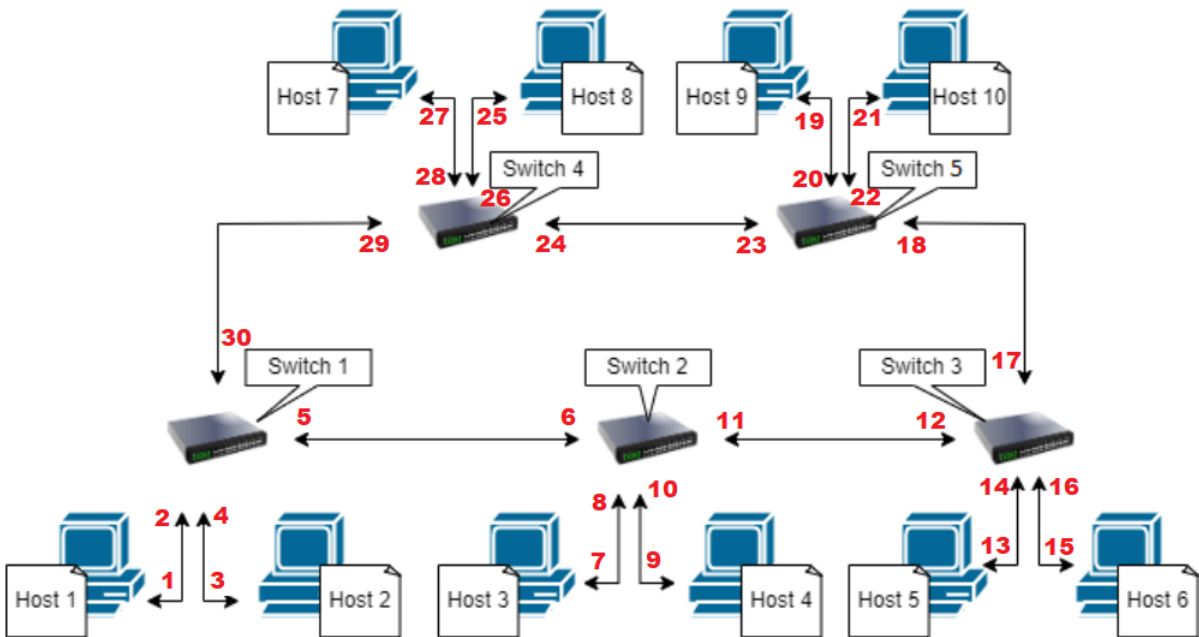 Host 7
Host 8
Host 9
Host 10
27
25
19
21
28
26
Switch 4
20
22
Switch 5
29
24
23
18
30
Switch 1
Switch 2
Switch 3
17
5
6
11
12
2
4
8
10
14
16
1
3
7
9
13
15
Host 1
Host 2
Host 3
Host 4
Host 5
Host 6